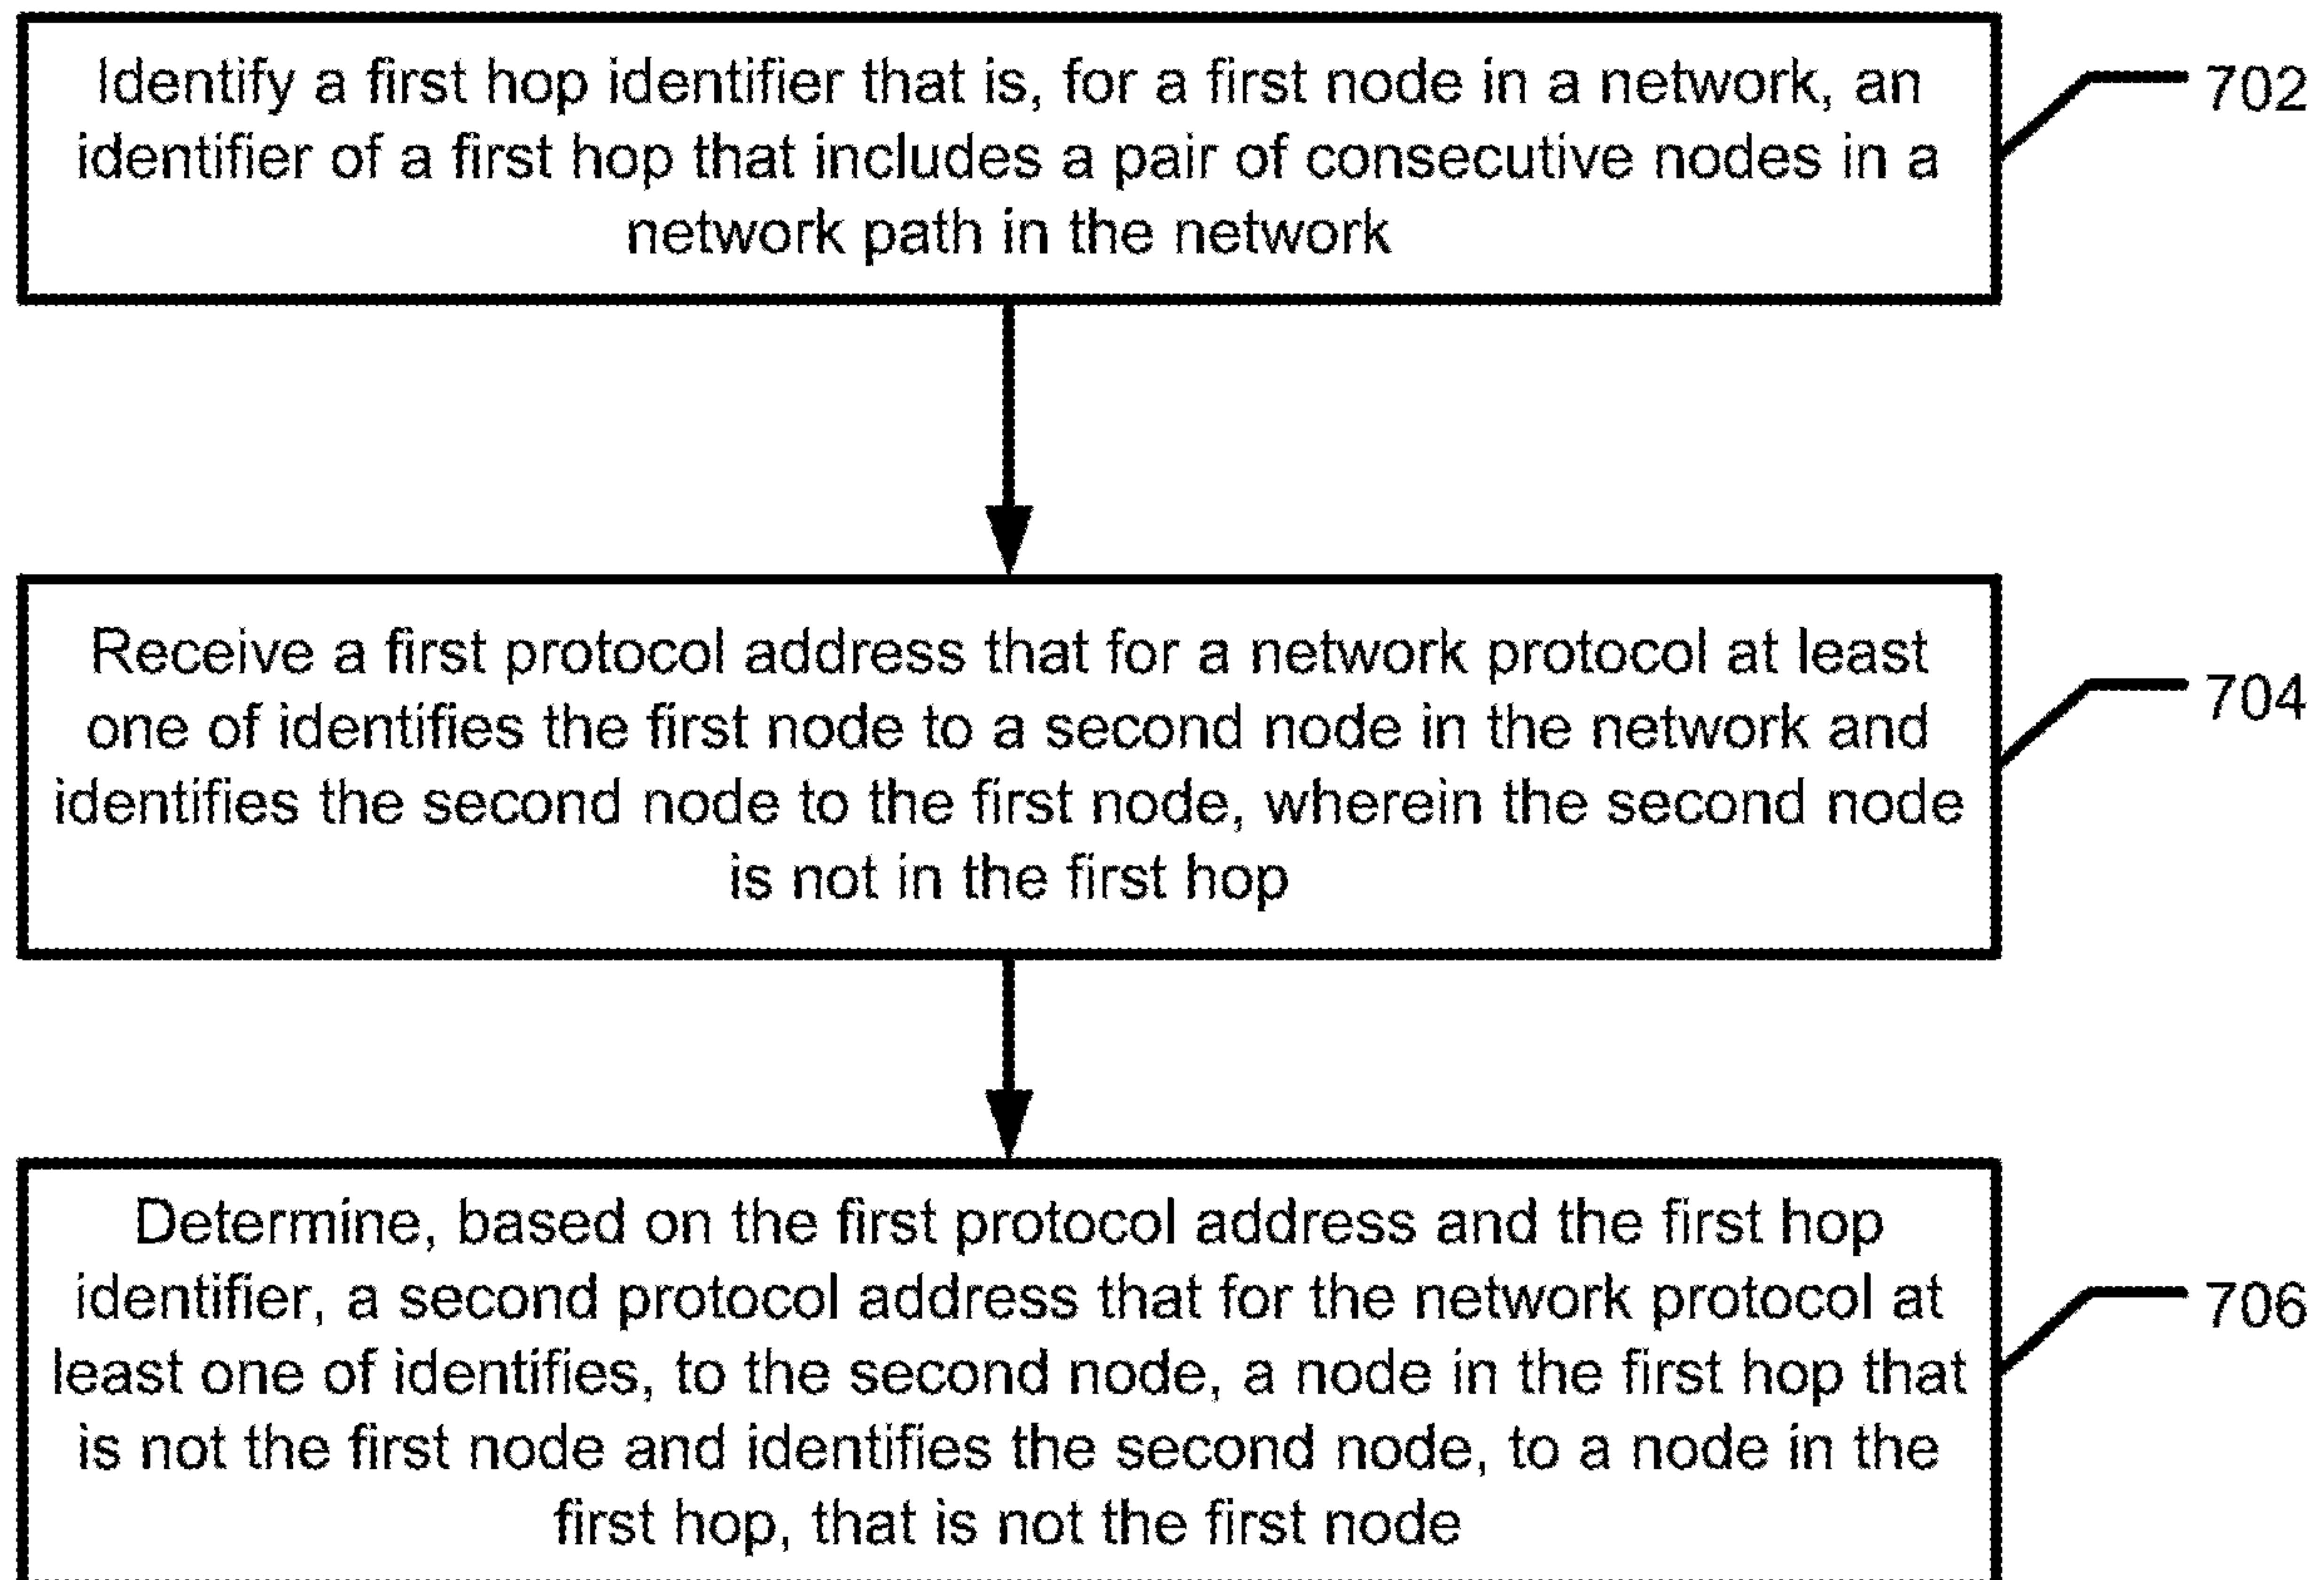 Identify a first hop identifier that is, for a first node in a network, an
identifier of a first hop that includes a pair of consecutive nodes in a
network path in the network
702
Receive a first protocol address that for a network protocol at least
one of identifies the first node to a second node in the network and
identifies the second node to the first node, wherein the second node
is not in the first hop
704
Determine, based on the first protocol address and the first hop
identifier, a second protocol address that for the network protocol at
least one of identifies, to the second node, a node in the first hop that
is not the first node and identifies the second node, to a node in the
first hop, that is not the first node
706